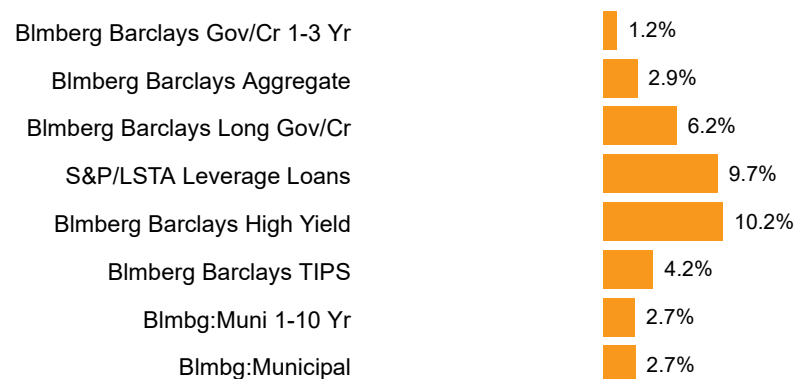 Blmberg Barclays Gov/Cr 1-3 Yr 1.2%
Blmberg Barclays Aggregate 2.9%
Blmberg Barclays Long Gov/Cr 6.2%
S&P/LSTA Leverage Loans 9.7%
Blmberg Barclays High Yield 10.2%
Blmberg Barclays TIPS 4.2%
Blmbg:Muni 1-10 Yr 2.7%
Blmbg:Municipal 2.7%